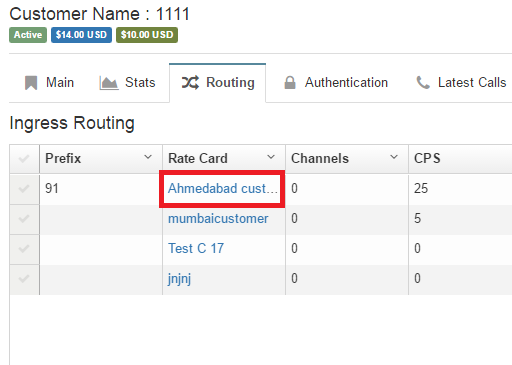 Customer Name : 1111
Active $14.00 USD $10.00 USD
Main Stats Routing Authentication Latest Calls
Ingress Routing
Prefix Rate Card Channels CPS
91 Ahmedabad cust... 0 25
mumbaicustomer 0 5
Test C 17 0 0
jnjnj 0 0